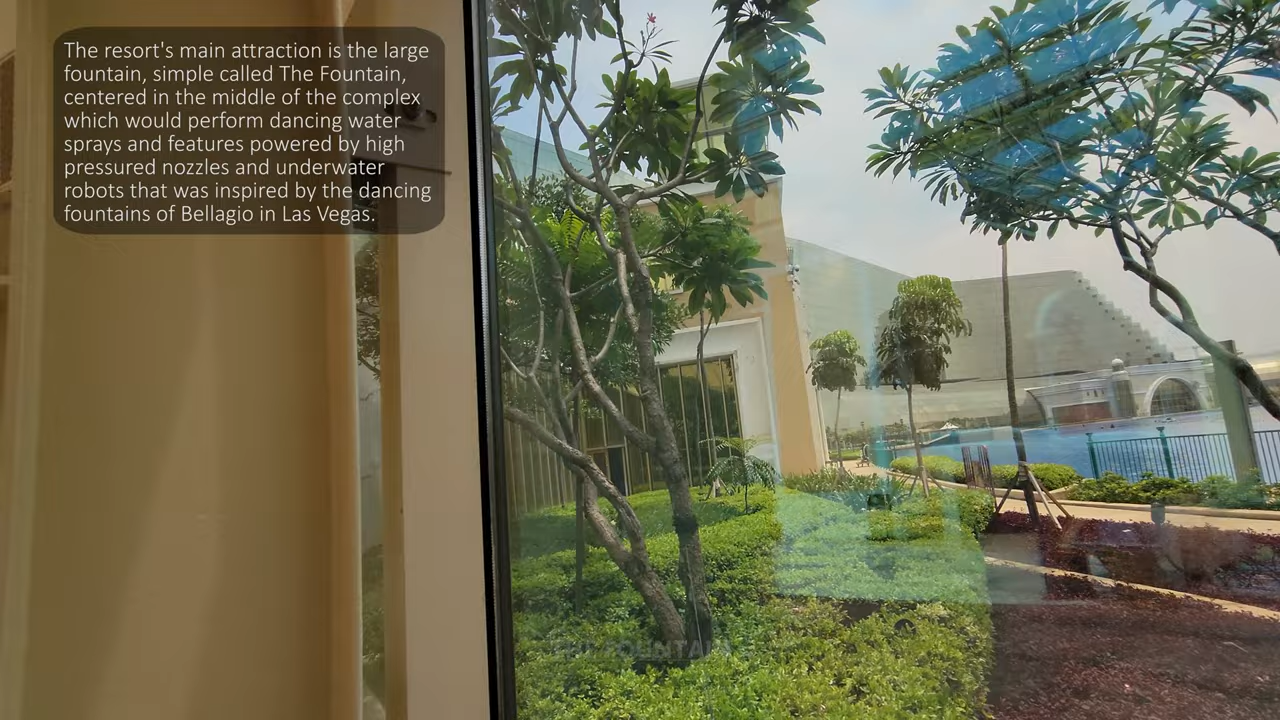 The resort's main attraction is the large
fountain, simple called The Fountain,
centered in the middle of the complex
which would perform dancing water
sprays and features powered by high
pressured nozzles and underwater
robots that was inspired by the dancing
fountains of Bellagio in Las Vegas.
THE FOUNTAIN